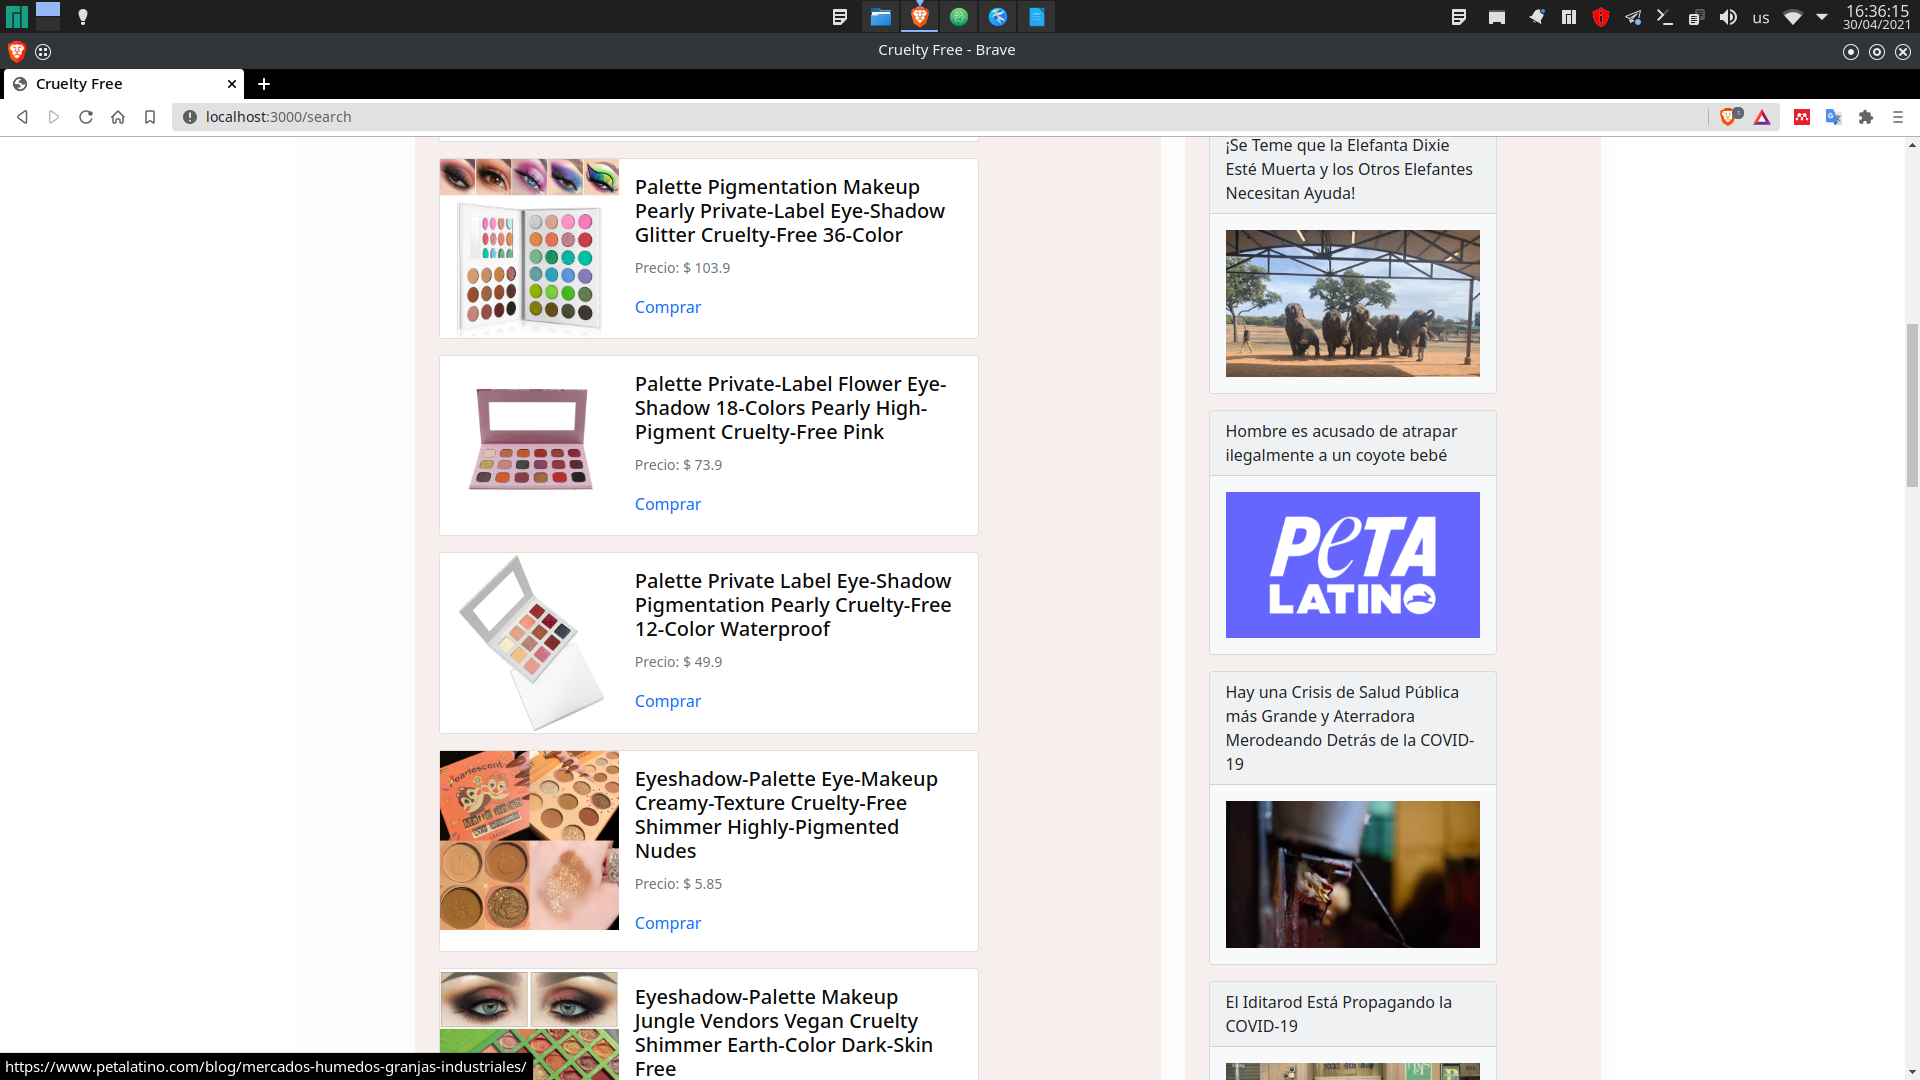 us
16:36:15
30/04/2021
Cruelty Free - Brave
Cruelty Free
localhost:3000/search
1
Palette Pigmentation Makeup
Pearly Private-Label Eye-Shadow
Glitter Cruelty-Free 36-Color
Precio: $ 103.9
Comprar
Palette Private-Label Flower Eye-
Shadow 18-Colors Pearly High-
Pigment Cruelty-Free Pink
Precio: $ 73.9
Comprar
Palette Private Label Eye-Shadow
Pigmentation Pearly Cruelty-Free
12-Color Waterproof
Precio: $ 49.9
Comprar
Eyeshadow-Palette Eye-Makeup
Creamy-Texture Cruelty-Free
Shimmer Highly-Pigmented
Nudes
Precio: $ 5.85
Comprar
Eyeshadow-Palette Makeup
Jungle Vendors Vegan Cruelty
Shimmer Earth-Color Dark-Skin
Free
¡Se Teme que la Elefanta Dixie
Esté Muerta y los Otros Elefantes
Necesitan Ayuda!
Hombre es acusado de atrapar
ilegalmente a un coyote bebé
PETA
LATINO
Hay una Crisis de Salud Pública
más Grande y Aterradora
Merodeando Detrás de la COVID-
19
El Iditarod Está Propagando la
COVID-19
https://www.petalatino.com/blog/mercados-humedos-granjas-industriales/